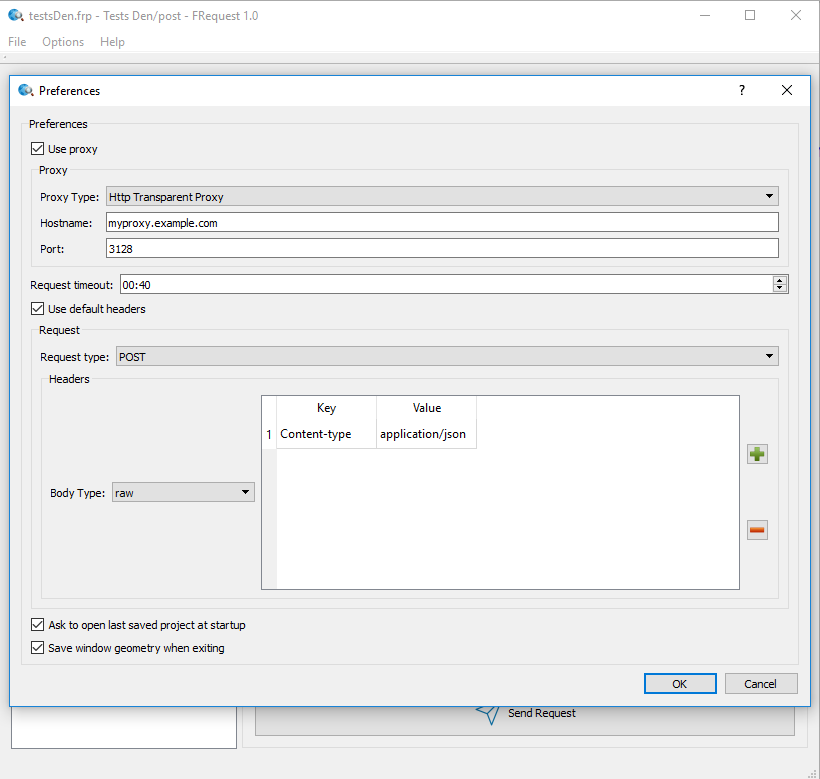 testsDen.frp - Tests Den/post - FRequest 1.0
File Options Help
Preferences ?
Preferences
Use proxy
Proxy
Proxy Type: Http Transparent Proxy
Hostname: myproxy.example.com
Port: 3128
Request timeout: 00:40
Use default headers
Request
Request type: POST
Headers
Key Value
1 Content-type application/json
Body Type: raw
Ask to open last saved project at startup
Save window geometry when exiting
OK Cancel
Send Request